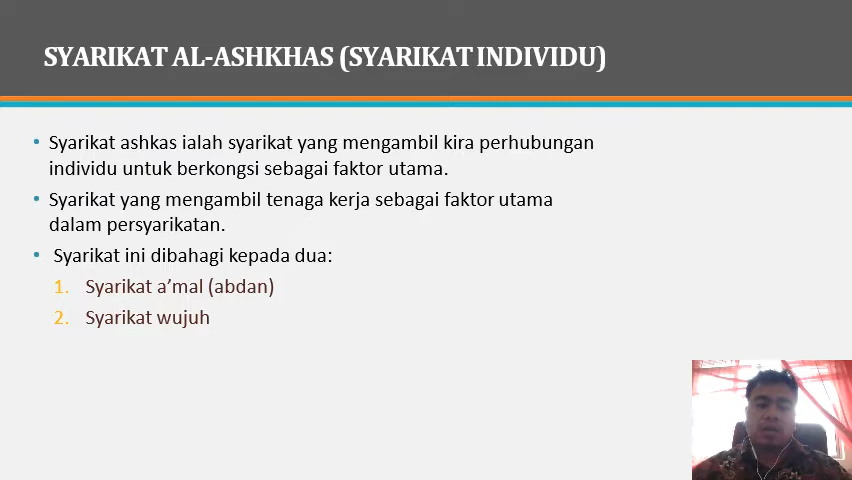 SYARIKAT AL-ASHKHAS (SYARIKAT INDIVIDU)
• Syarikat ashkas ialah syarikat yang mengambil kira perhubungan
individu untuk berkongsi sebagai faktor utama.
• Syarikat yang mengambil tenaga kerja sebagai faktor utama
dalam persyarikatan.
• Syarikat ini dibahagi kepada dua:
1. Syarikat a’mal (abdan)
2. Syarikat wujuh